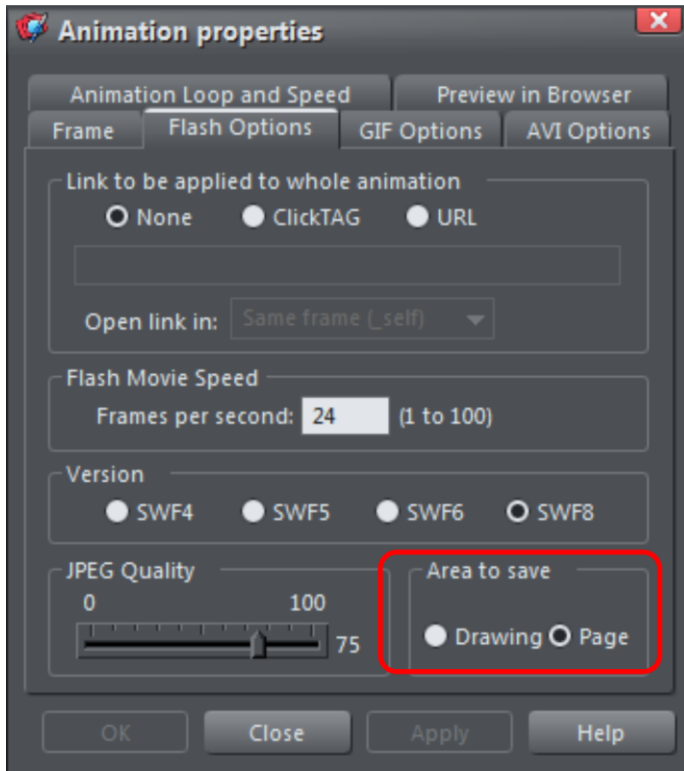 Animation properties
Animation Loop and Speed Preview in Browser
Frame Flash Options GIF Options AVI Options
Link to be applied to whole animation
None ClickTAG URL
Open link in: Same frame (_self)
Flash Movie Speed
Frames per second: 24 (1 to 100)
Version
SWF4 SWF5 SWF6 SWF8
JPEG Quality Area to save
0 100
75 Drawing Page
OK Close Apply Help